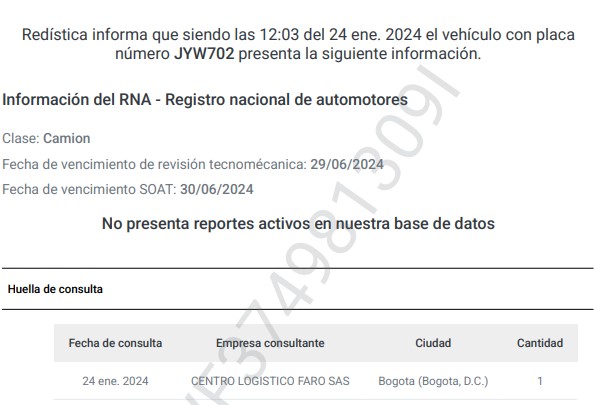 Redística informa que siendo las 12:03 del 24 ene. 2024 el vehículo con placa
número JYW702 presenta la siguiente información.
Información del RNA - Registro nacional de automotores
Clase: Camion
Fecha de vencimiento de revisión tecnomécanica: 29/06/2024
Fecha de vencimiento SOAT: 30/06/2024
No presenta reportes activos en nuestra base de datos
Huella de consulta
Fecha de consulta Empresa consultante Ciudad Cantidad
24 ene. 2024 CENTRO LOGISTICO FARO SAS Bogota (Bogota, D.C.) 1